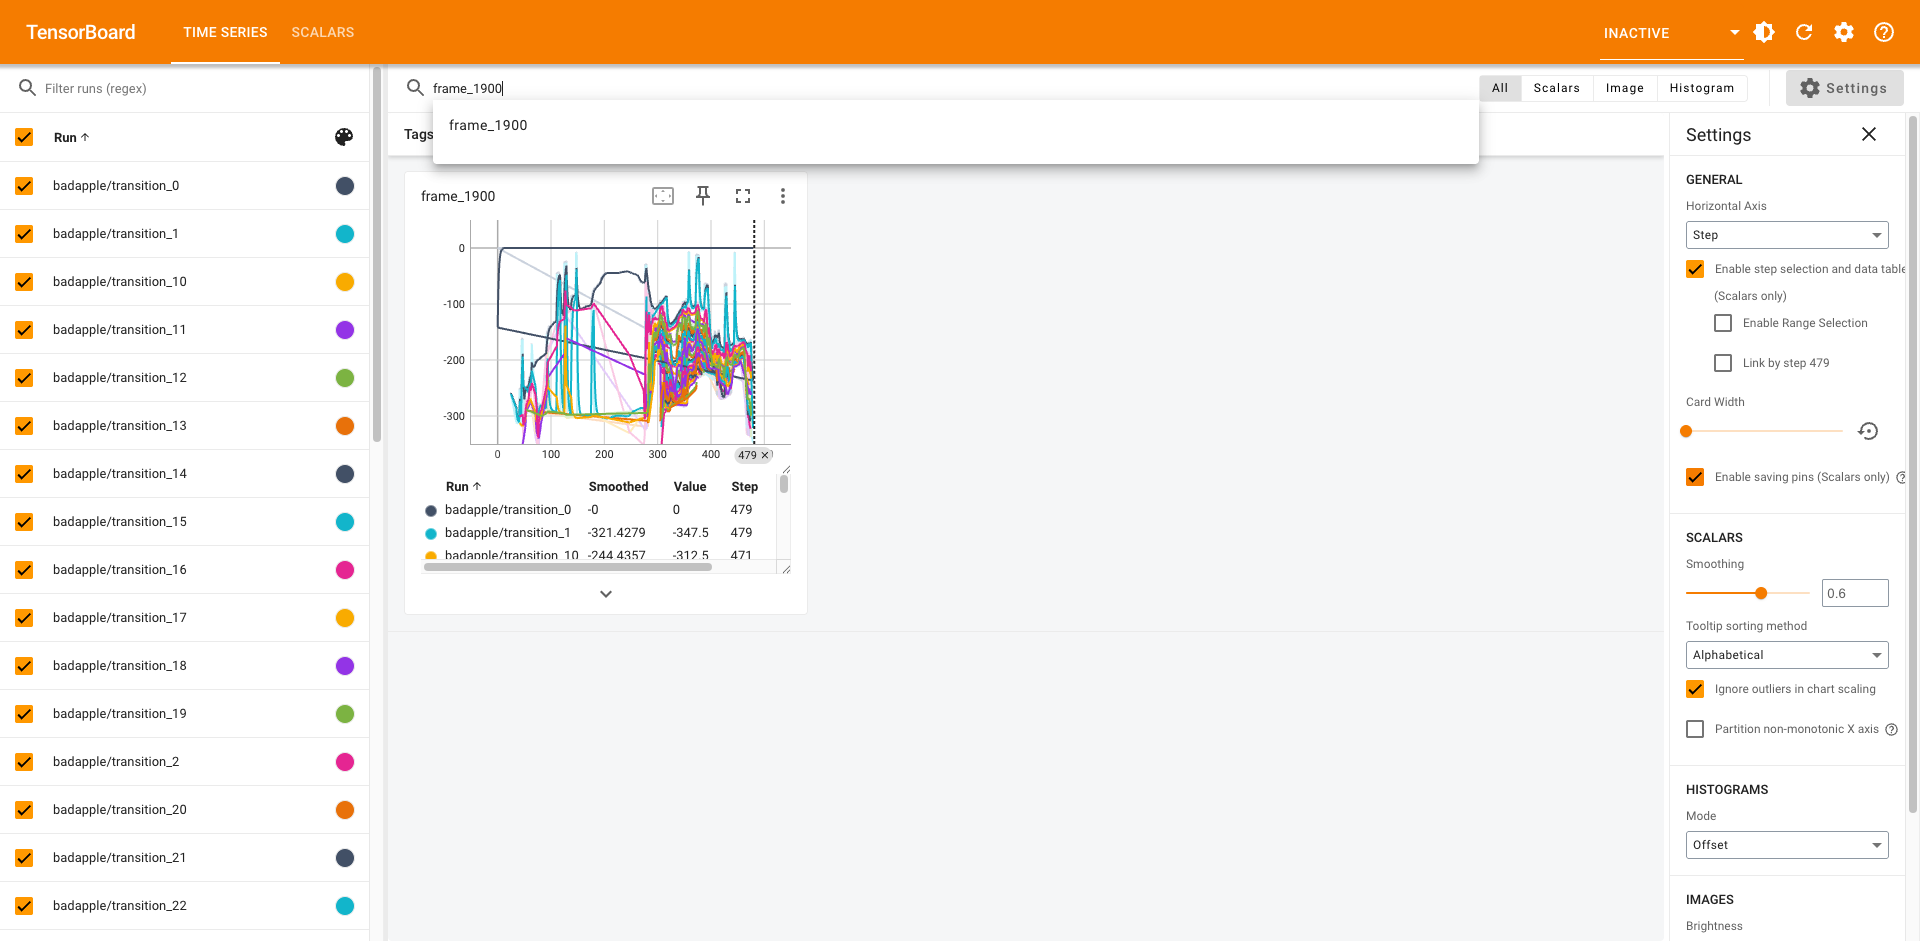 TensorBoard
TIME SERIES
SCALARS
INACTIVE
Filter runs (regex)
frame_1900
All
Scalars
Image
Histogram
Settings
frame_1900
Tags
Run
badapple/transition_0
badapple/transition_1
badapple/transition_10
badapple/transition_11
badapple/transition_12
badapple/transition_13
badapple/transition_14
badapple/transition_15
badapple/transition_16
badapple/transition_17
badapple/transition_18
badapple/transition_19
badapple/transition_2
badapple/transition_20
badapple/transition_21
badapple/transition_22
frame_1900
0
-100
-200
-300
0 100 200 300 400 479
Run Smoothed Value Step
badapple/transition_0 -0 0 479
badapple/transition_1 -321.4279 -347.5 479
badapple/transition_10 -244.4357 -312.5 471
Settings
GENERAL
Horizontal Axis
Step
Enable step selection and data table
(Scalars only)
Enable Range Selection
Link by step 479
Card Width
Enable saving pins (Scalars only)
SCALARS
Smoothing
0.6
Tooltip sorting method
Alphabetical
Ignore outliers in chart scaling
Partition non-monotonic X axis
HISTOGRAMS
Mode
Offset
IMAGES
Brightness